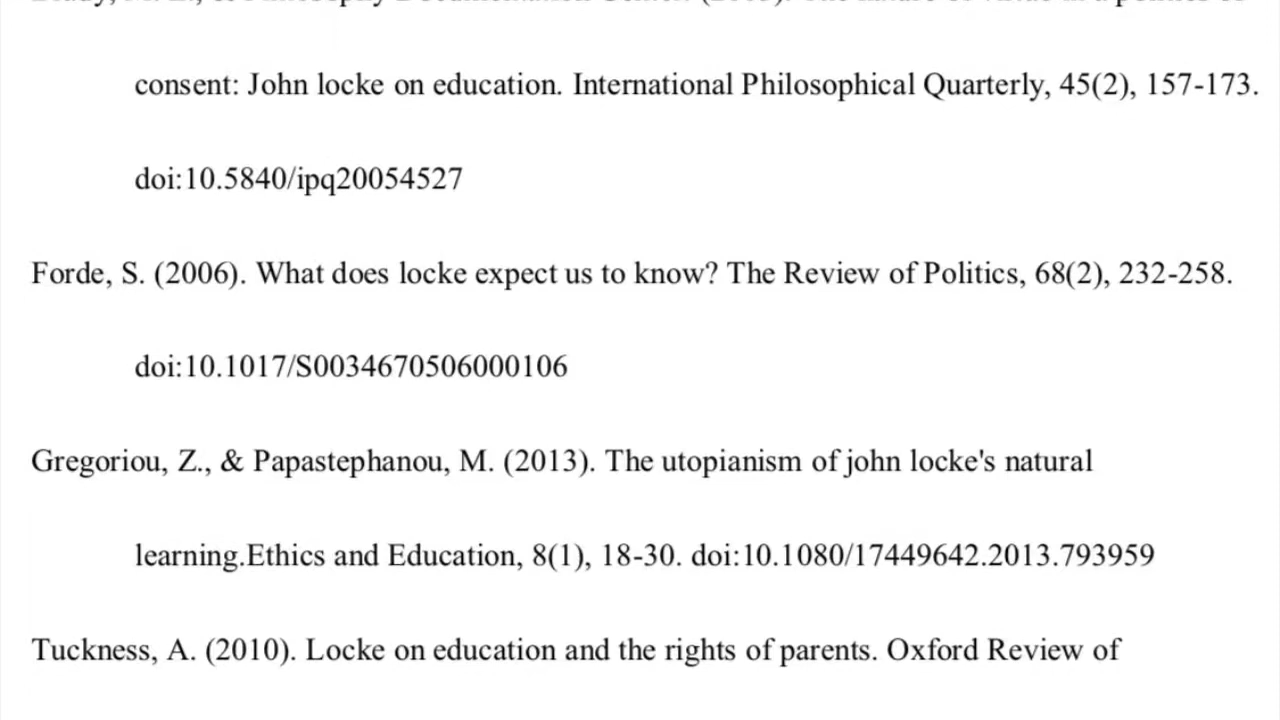 consent: John locke on education. International Philosophical Quarterly, 45(2), 157-173.
doi:10.5840/ipq20054527
Forde, S. (2006). What does locke expect us to know? The Review of Politics, 68(2), 232-258.
doi:10.1017/S0034670506000106
Gregoriou, Z., & Papastephanou, M. (2013). The utopianism of john locke's natural
learning.Ethics and Education, 8(1), 18-30. doi:10.1080/17449642.2013.793959
Tuckness, A. (2010). Locke on education and the rights of parents. Oxford Review of